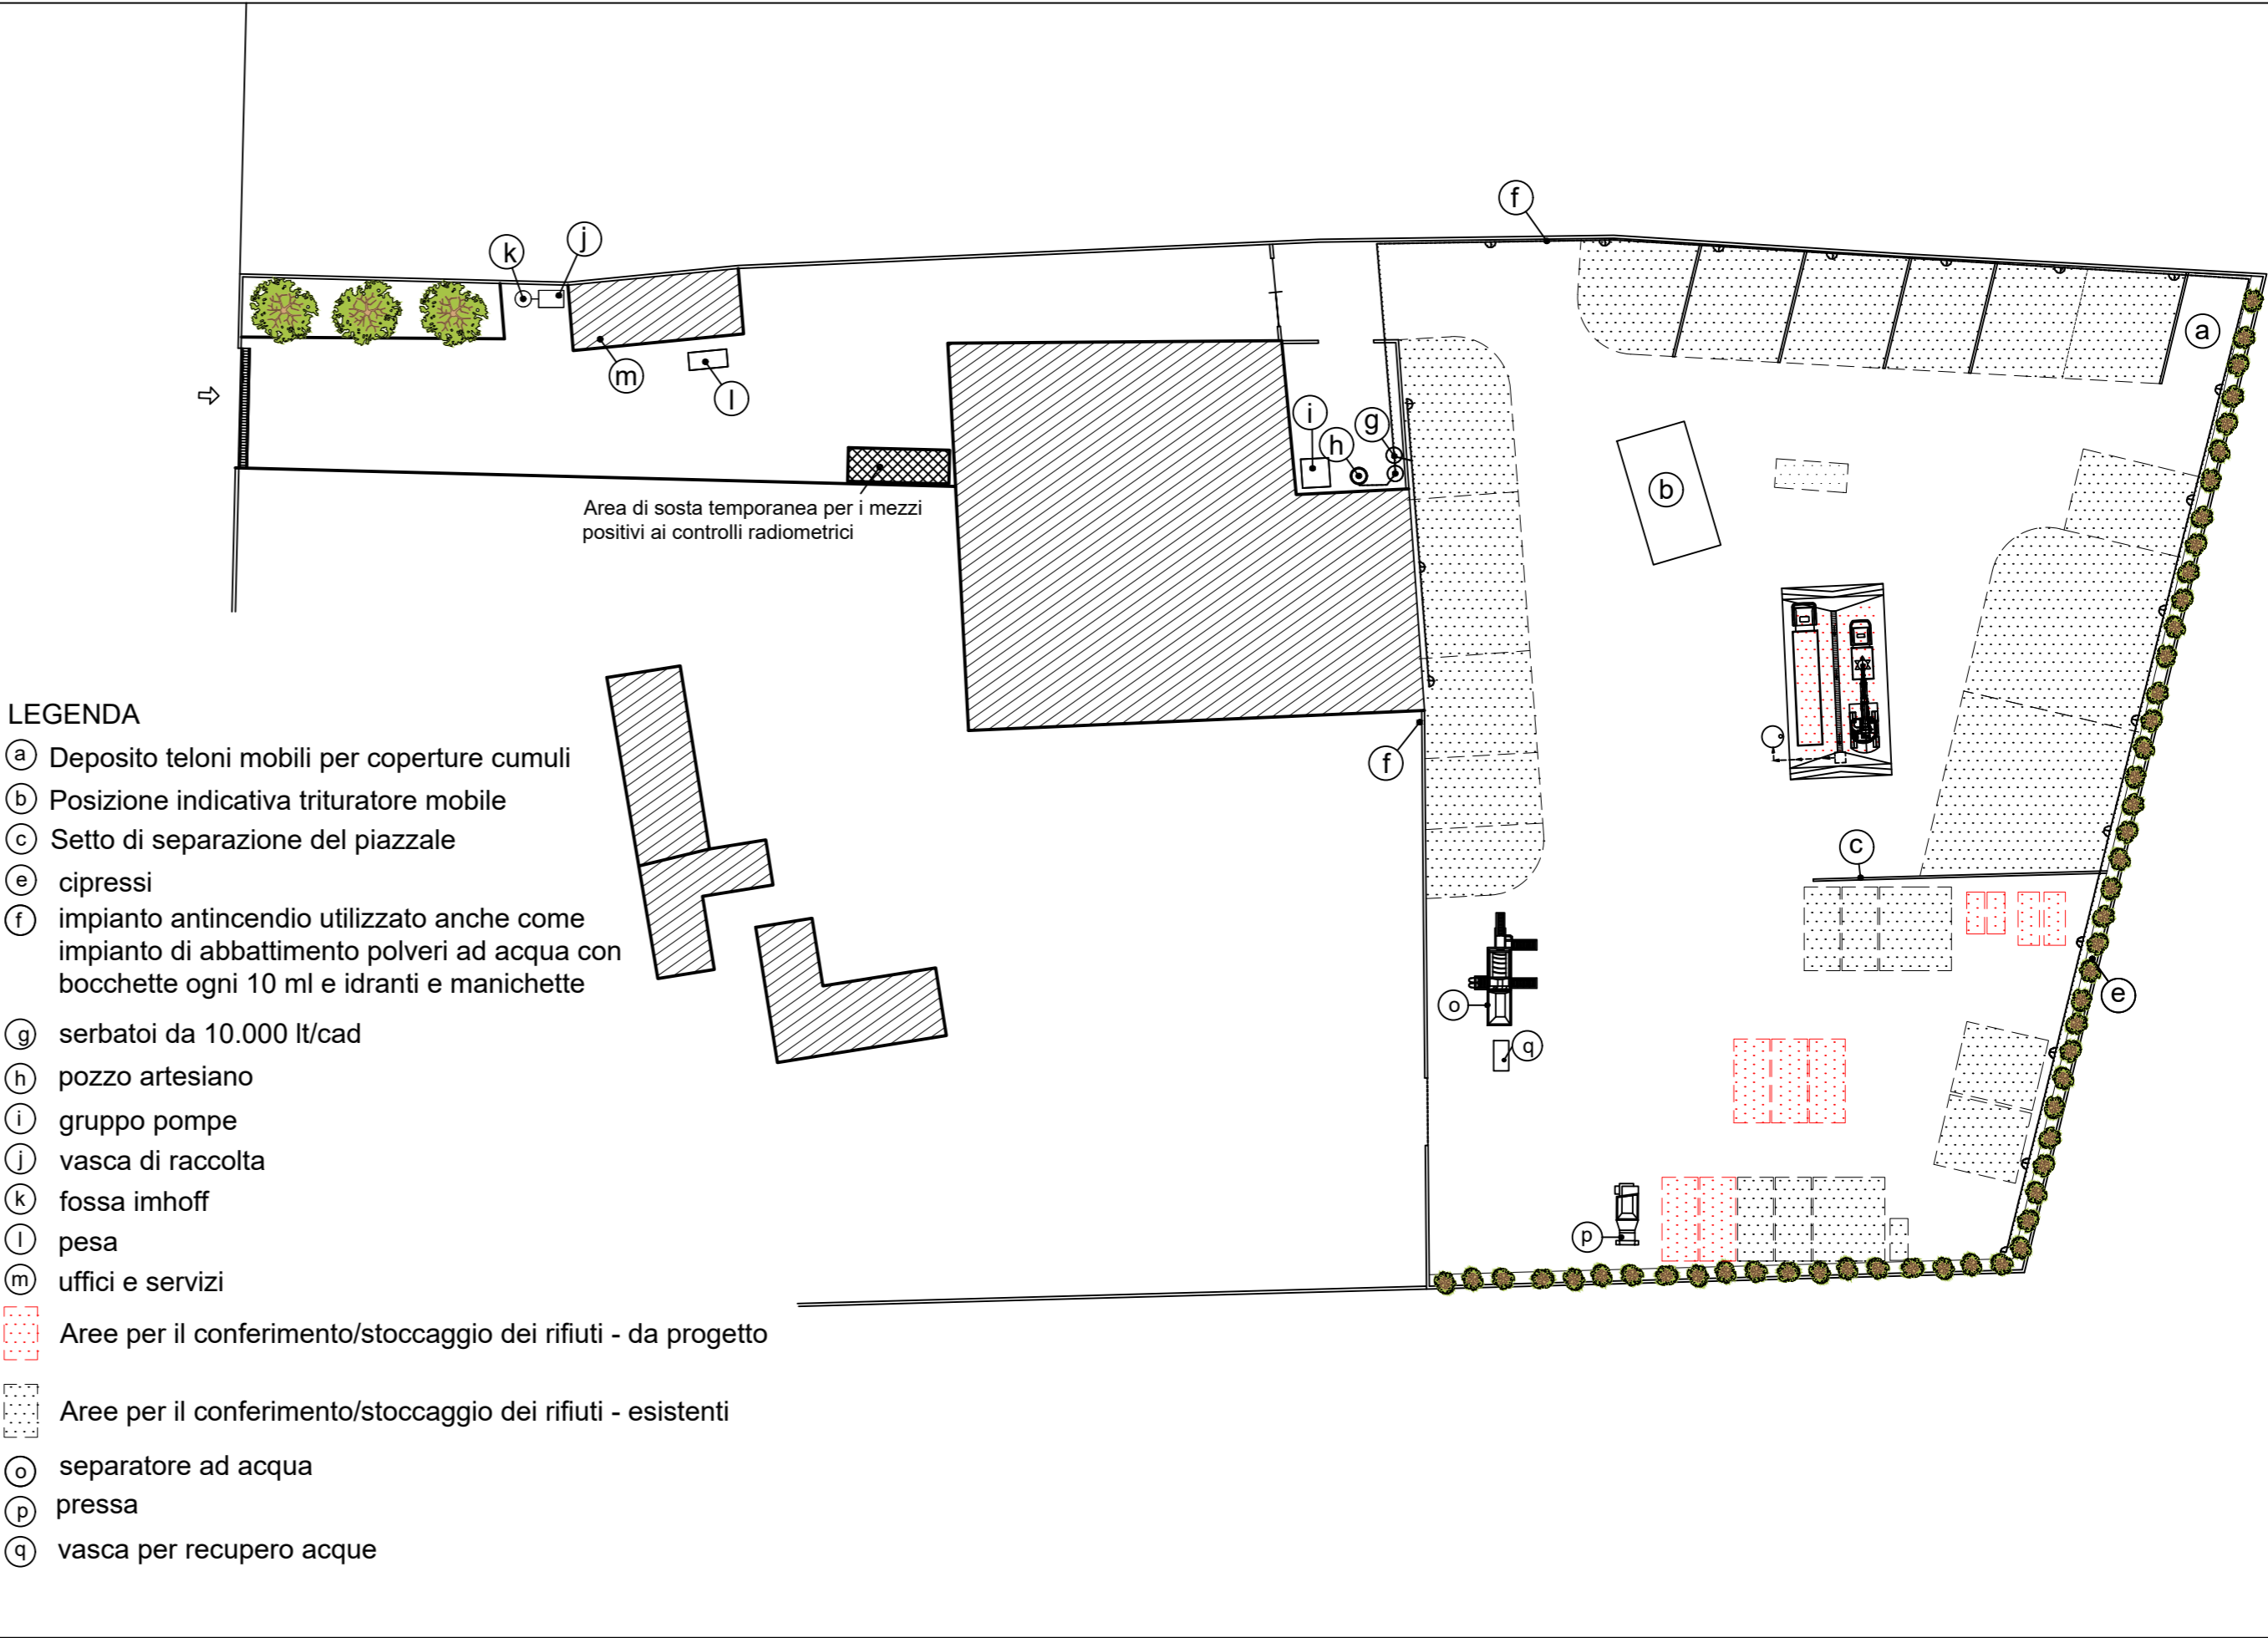 f
k
j
a
m
l
i
g
h
b
Area di sosta temporanea per i mezzi
positivi ai controlli radiometrici
f
c
e
o
q
p
LEGENDA
a Deposito teloni mobili per coperture cumuli
b Posizione indicativa trituratore mobile
c Setto di separazione del piazzale
e cipressi
f impianto antincendio utilizzato anche come
impianto di abbattimento polveri ad acqua con
bocchette ogni 10 ml e idranti e manichette
g serbatoi da 10.000 lt/cad
h pozzo artesiano
i gruppo pompe
j vasca di raccolta
k fossa imhoff
l pesa
m uffici e servizi
Aree per il conferimento/stoccaggio dei rifiuti - da progetto
Aree per il conferimento/stoccaggio dei rifiuti - esistenti
o separatore ad acqua
p pressa
q vasca per recupero acque